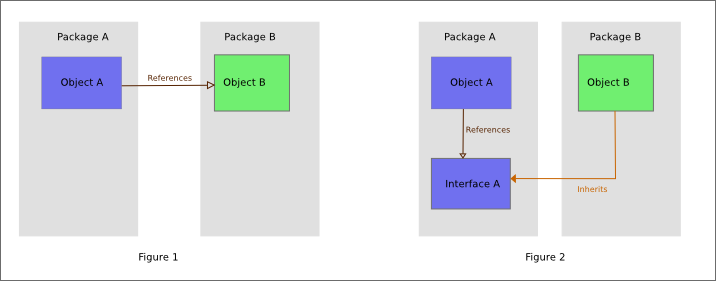 Package A
Object A
References
Package B
Object B
Figure 1
Package A
Object A
References
Interface A
Package B
Object B
Inherits
Figure 2